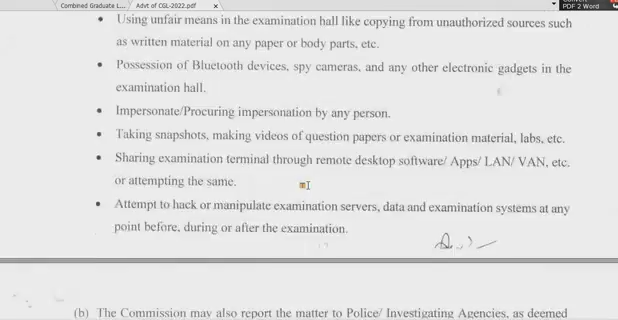 Combined Graduate L...
Advt of CGL-2022.pdf
x
Convert
PDF 2 Word
• Using unfair means in the examination hall like copying from unauthorized sources such
as written material on any paper or body parts, etc.
• Possession of Bluetooth devices, spy cameras, and any other electronic gadgets in the
examination hall.
• Impersonate/Procuring impersonation by any person.
• Taking snapshots, making videos of question papers or examination material, labs, etc.
• Sharing examination terminal through remote desktop software/ Apps/ LAN/ VAN, etc.
or attempting the same.
• Attempt to hack or manipulate examination servers, data and examination systems at any
point before, during or after the examination.
(b) The Commission may also report the matter to Police/ Investigating Agencies, as deemed